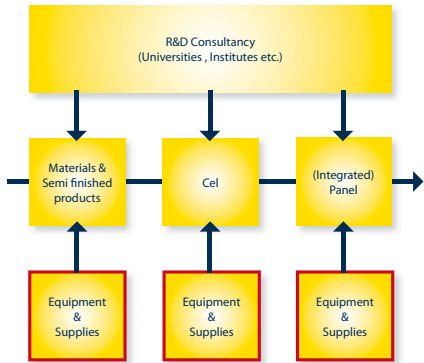 R&D Consultancy
(Universities , Institutes etc.)
Materials &
Semi finished
products
Cel
(Integrated)
Panel
Equipment
&
Supplies
Equipment
&
Supplies
Equipment
&
Supplies